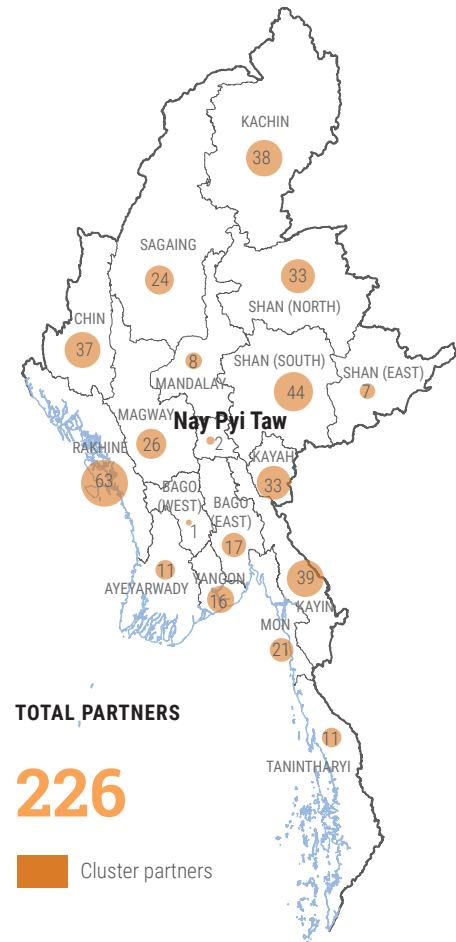 KACHIN
38
SAGAING
24
33
SHAN (NORTH)
CHIN
37
8
MANDALAY
SHAN (SOUTH)
44
SHAN (EAST)
7
MAGWAY
26
Nay Pyi Taw
2
RAKHINE
63
KAYAH
33
BAGO
(WEST)
1
BAGO
(EAST)
17
11
AYEYARWADY
YANGON
16
39
KAYIN
MON
21
11
TANINTHARYI
TOTAL PARTNERS
226
Cluster partners